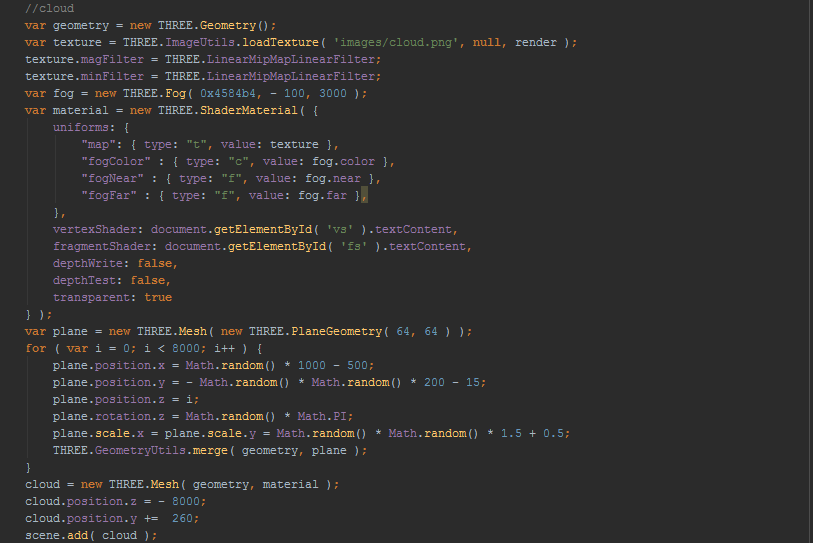 //cloud
var geometry = new THREE.Geometry();
var texture = THREE.ImageUtils.loadTexture( 'images/cloud.png', null, render );
texture.magFilter = THREE.LinearMipMapLinearFilter;
texture.minFilter = THREE.LinearMipMapLinearFilter;
var fog = new THREE.Fog( 0x4584b4, - 100, 3000 );
var material = new THREE.ShaderMaterial( {
    uniforms: {
        "map": { type: "t", value: texture },
        "fogColor" : { type: "c", value: fog.color },
        "fogNear" : { type: "f", value: fog.near },
        "fogFar" : { type: "f", value: fog.far },
    },
    vertexShader: document.getElementById( 'vs' ).textContent,
    fragmentShader: document.getElementById( 'fs' ).textContent,
    depthWrite: false,
    depthTest: false,
    transparent: true
} );
var plane = new THREE.Mesh( new THREE.PlaneGeometry( 64, 64 ) );
for ( var i = 0; i < 8000; i++ ) {
    plane.position.x = Math.random() * 1000 - 500;
    plane.position.y = - Math.random() * Math.random() * 200 - 15;
    plane.position.z = i;
    plane.rotation.z = Math.random() * Math.PI;
    plane.scale.x = plane.scale.y = Math.random() * Math.random() * 1.5 + 0.5;
    THREE.GeometryUtils.merge( geometry, plane );
}
cloud = new THREE.Mesh( geometry, material );
cloud.position.z = - 8000;
cloud.position.y +=  260;
scene.add( cloud );